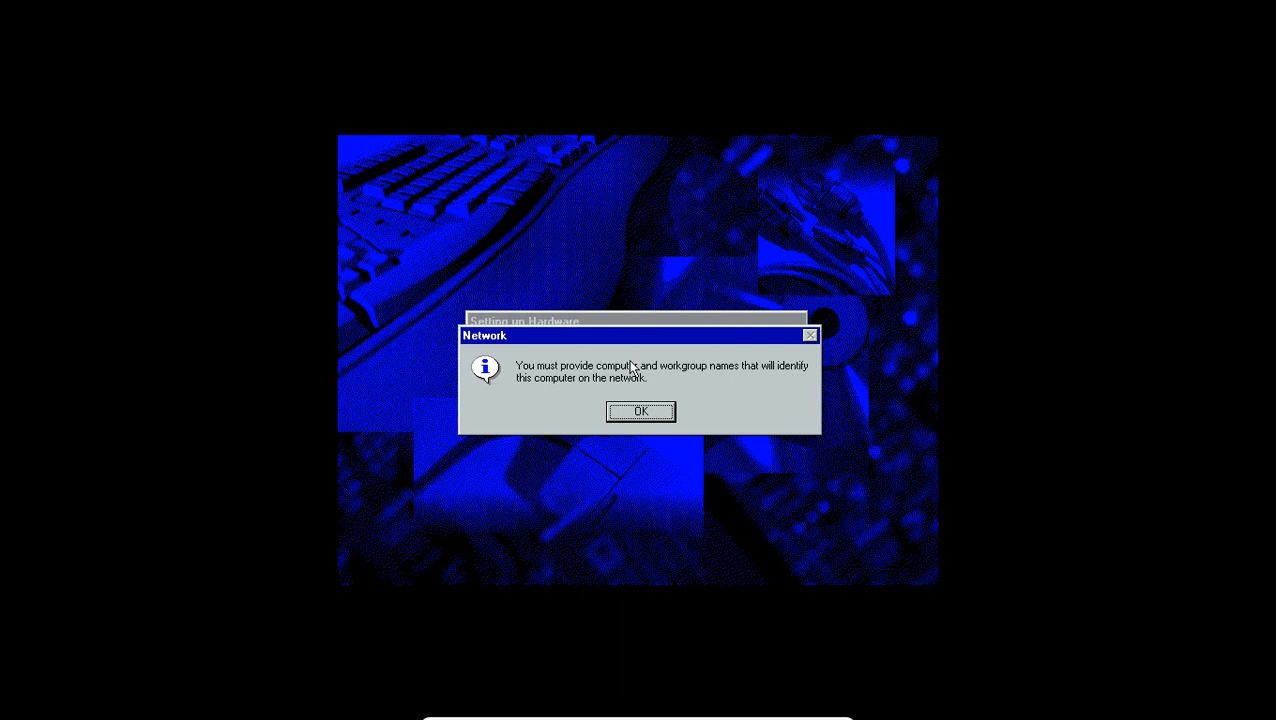 Setting up Hardware
Network
You must provide computer and workgroup names that will identify
this computer on the network.
OK